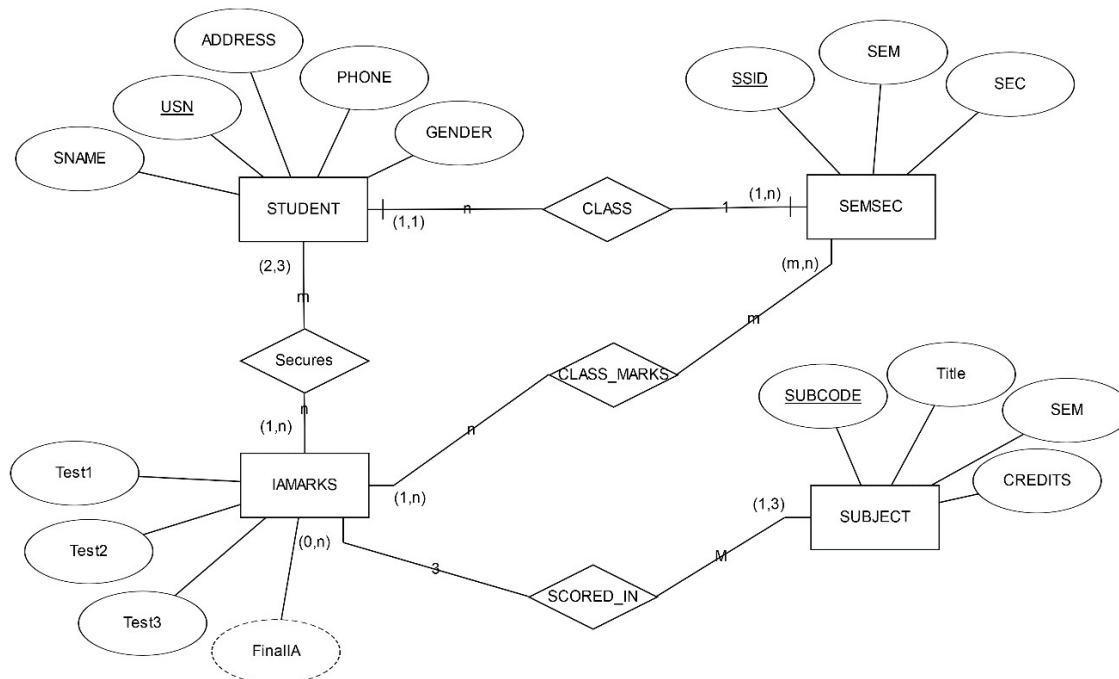 ADDRESS
SEM
PHONE
SSID
SEC
USN
GENDER
SNAME
STUDENT
n
CLASS
1
(1,n)
SEMSEC
(1,1)
(2,3)
(m,n)
m
m
Secures
CLASS_MARKS
Title
SUBCODE
n
SEM
(1,n)
n
Test1
IAMARKS
CREDITS
(1,n)
(1,3)
SUBJECT
Test2
(0,n)
M
3
SCORED_IN
Test3
FinalIA